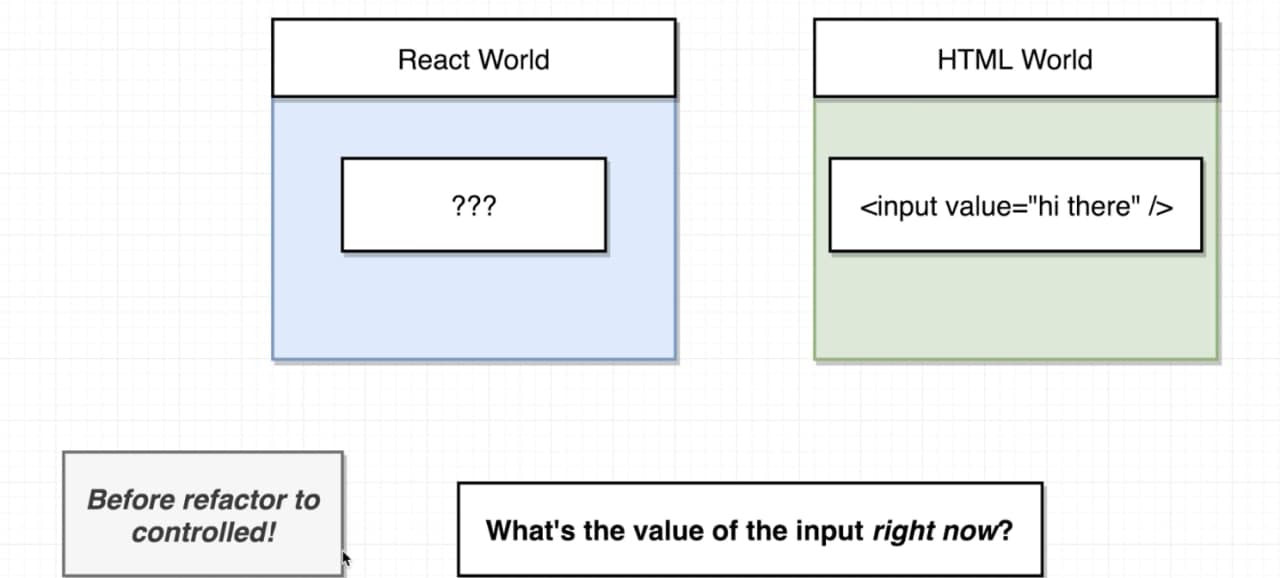 React World
HTML World
???
<input value="hi there" />
Before refactor to
controlled!
What's the value of the input right now?